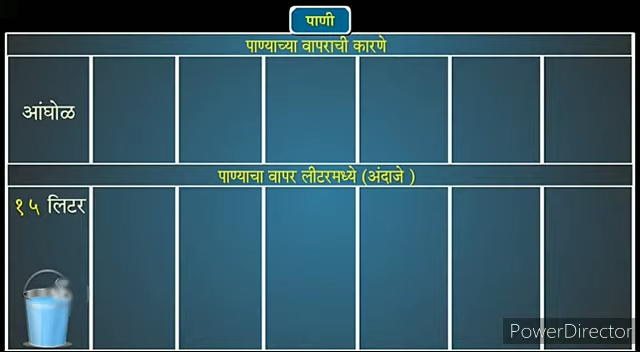 पाणी
पाण्याच्या वापराची कारणे
आंघोळ
पाण्याचा वापर लीटरमध्ये (अंदाजे )
१५ लिटर
PowerDirector